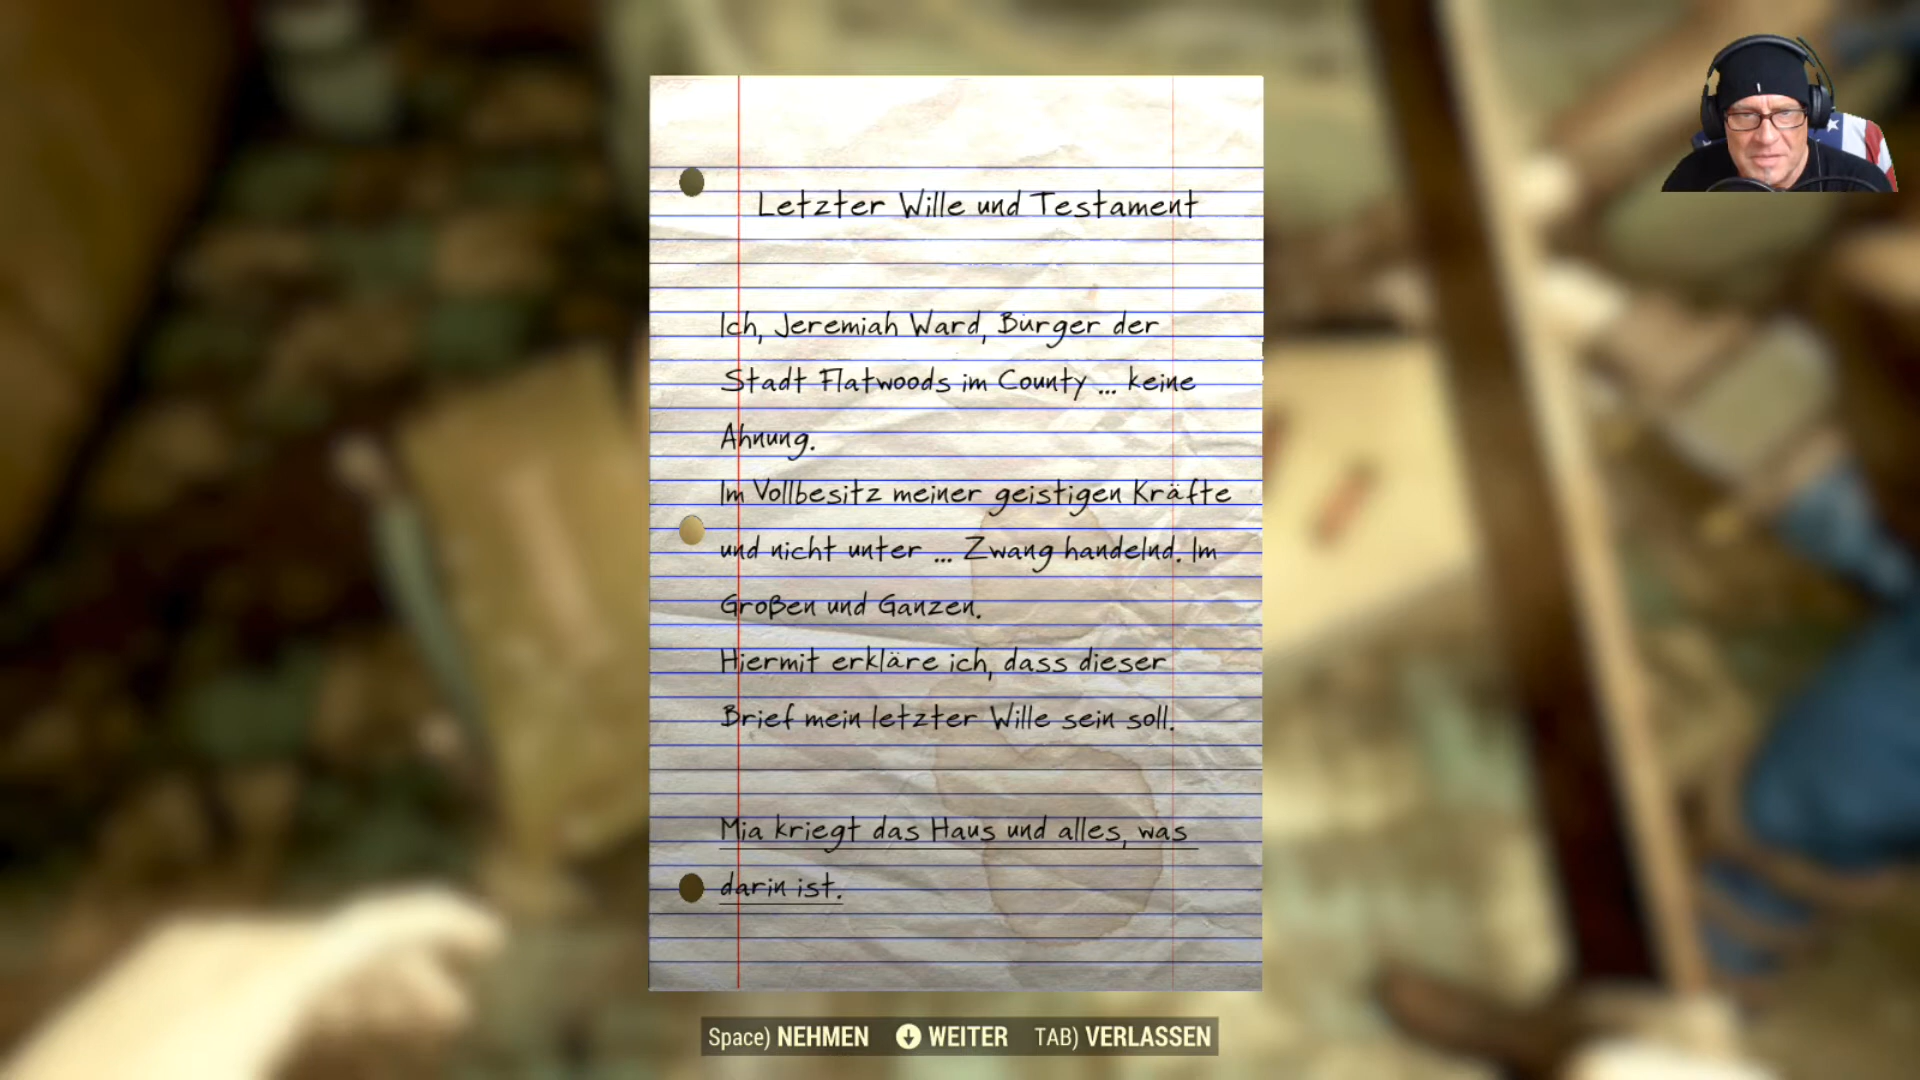 Letzter Wille und Testament
Ich, Jeremiah Ward, Bürger der
Stadt Flatwoods im County ... keine
Ahnung.
Im Vollbesitz meiner geistigen Kräfte
und nicht unter ... Zwang handelnd. Im
Großen und Ganzen.
Hiermit erkläre ich, dass dieser
Brief mein letzter Wille sein soll.
Mia kriegt das Haus und alles, was
darin ist.
Space) NEHMEN WEITER TAB) VERLASSEN